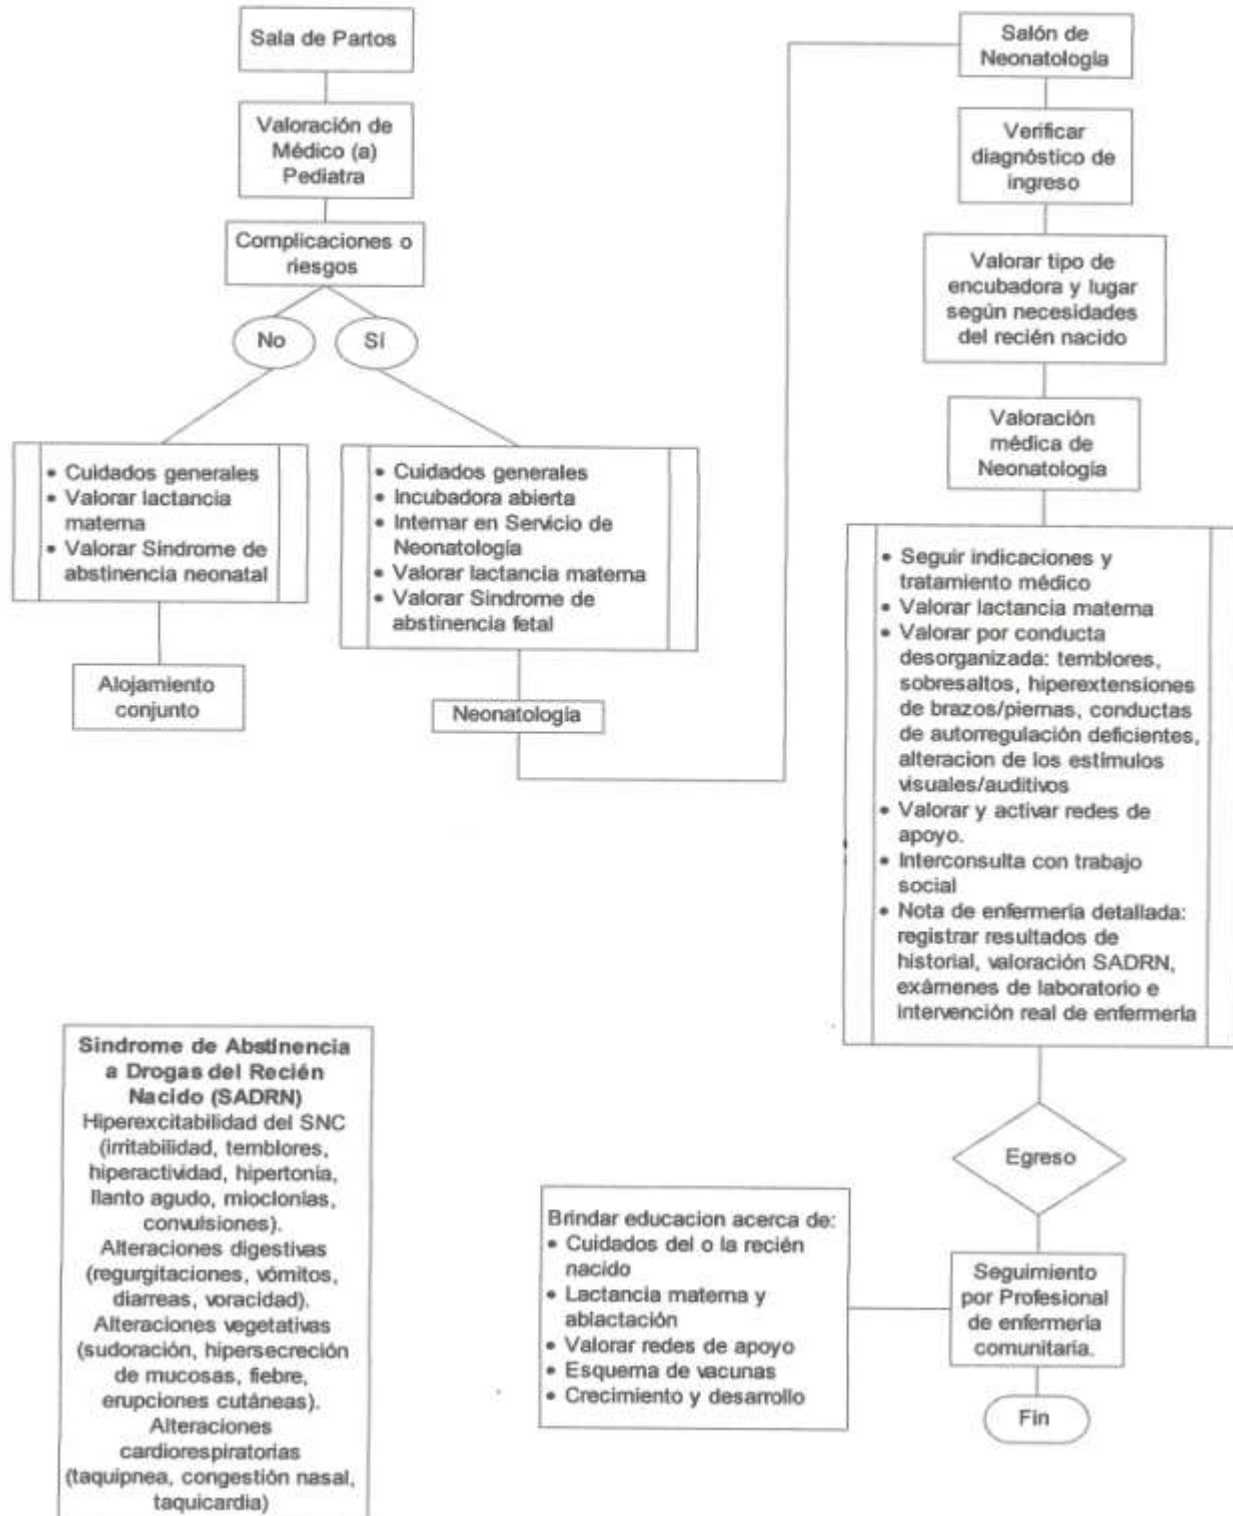 Sala de Partos
Valoración de
Médico (a)
Pediatra
Complicaciones o
riesgos
No
Sí
• Cuidados generales
• Valorar lactancia
materna
• Valorar Sindrome de
abstinencia neonatal
Alojamiento
conjunto
• Cuidados generales
• Incubadora abierta
• Internar en Servicio de
Neonatología
• Valorar lactancia materna
• Valorar Sindrome de
abstinencia fetal
Neonatología
Salón de
Neonatología
Verificar
diagnóstico de
ingreso
Valorar tipo de
encubadora y lugar
según necesidades
del recién nacido
Valoración
médica de
Neonatología
• Seguir indicaciones y
tratamiento médico
• Valorar lactancia materna
• Valorar por conducta
desorganizada: temblores,
sobresaltos, hiperextensiones
de brazos/piernas, conductas
de autorregulación deficientes,
alteracion de los estímulos
visuales/auditivos
• Valorar y activar redes de
apoyo.
• Interconsulta con trabajo
social
• Nota de enfermería detallada:
registrar resultados de
historial, valoración SADRN,
exámenes de laboratorio e
intervención real de enfermería
Egreso
Seguimiento
por Profesional
de enfermería
comunitaria.
Fin
Brindar educacion acerca de:
• Cuidados del o la recién
nacido
• Lactancia materna y
ablactación
• Valorar redes de apoyo
• Esquema de vacunas
• Crecimiento y desarrollo
Sindrome de Abstinencia
a Drogas del Recién
Nacido (SADRN)
Hiperexcitabilidad del SNC
(irritabilidad, temblores,
hiperactividad, hipertonía,
llanto agudo, mioclonías,
convulsiones).
Alteraciones digestivas
(regurgitaciones, vómitos,
diarreas, voracidad).
Alteraciones vegetativas
(sudoración, hipersecreción
de mucosas, fiebre,
erupciones cutáneas).
Alteraciones
cardiorespiratorias
(taquipnea, congestión nasal,
taquicardia)